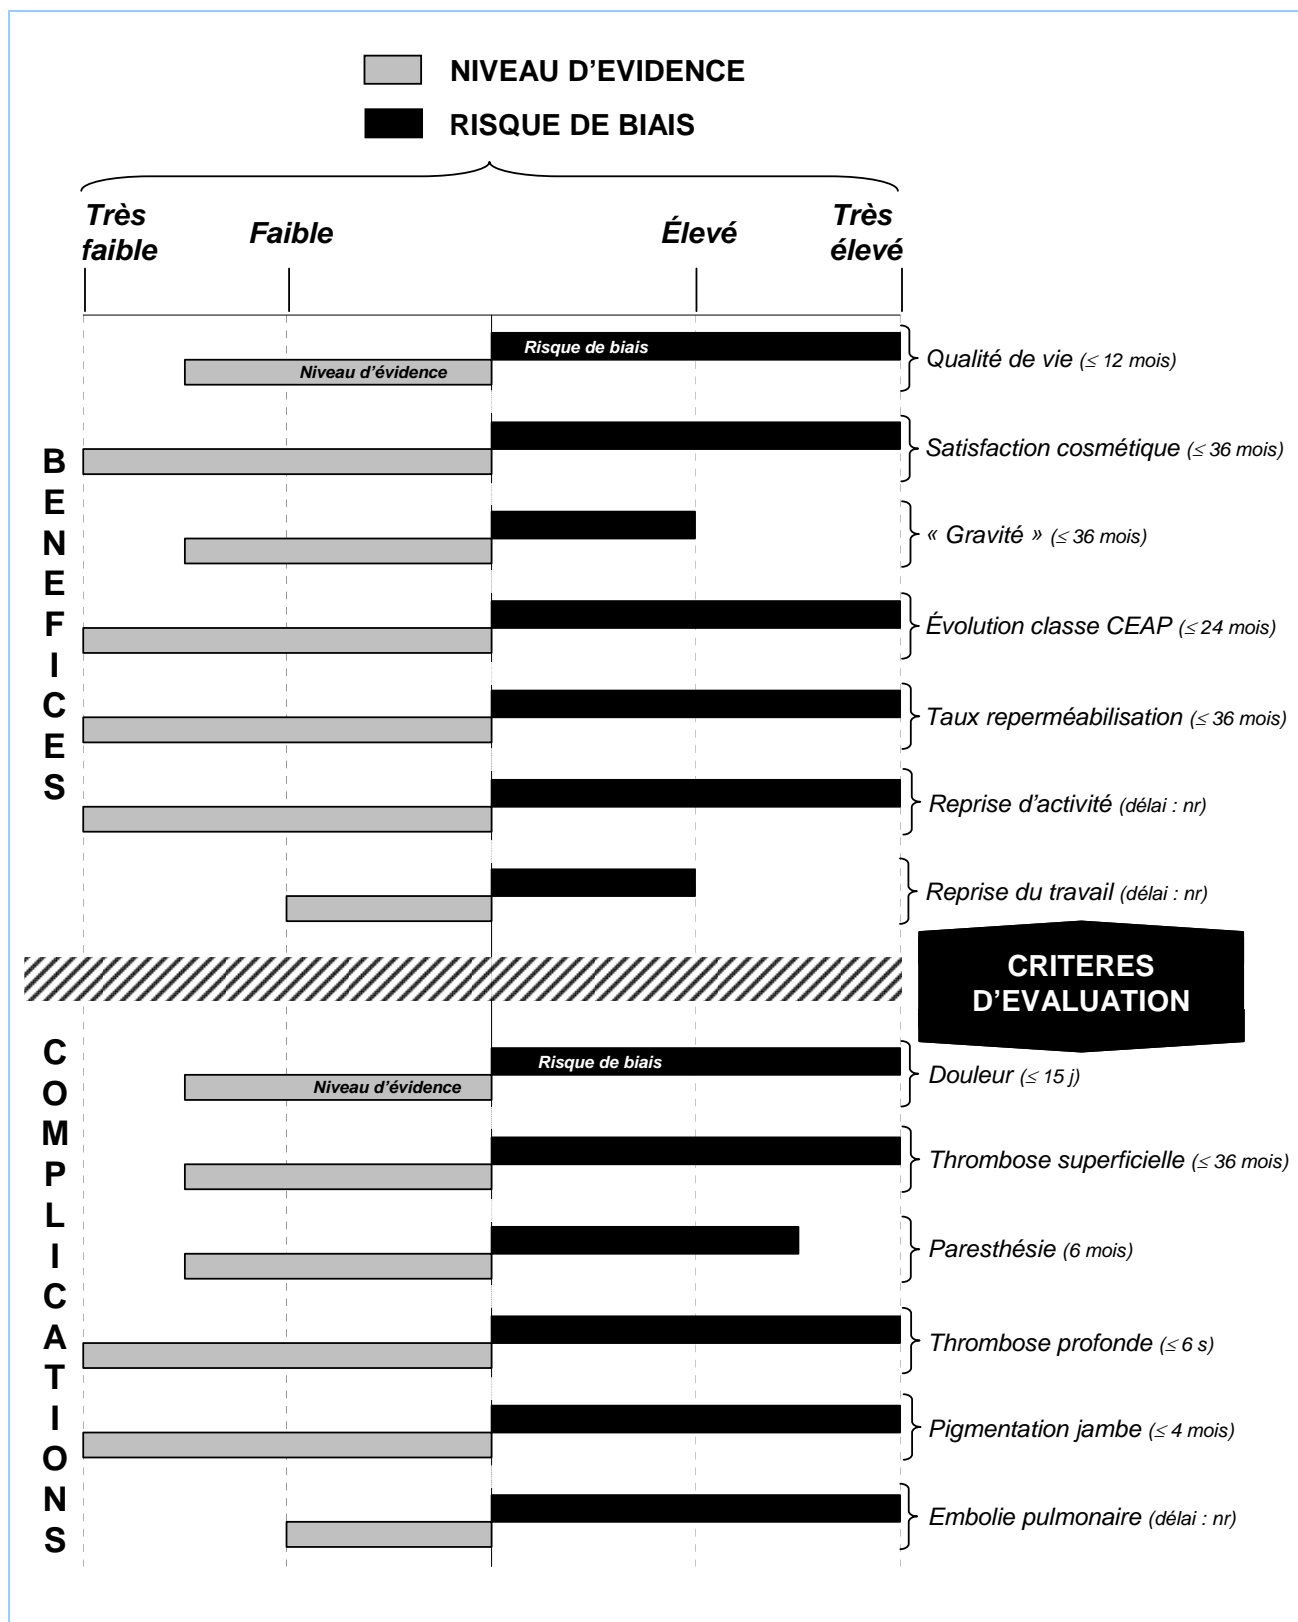 NIVEAU D’EVIDENCE
RISQUE DE BIAIS
Très
faible
Faible
Élevé
Très
élevé
BENEFICES
Risque de biais
Niveau d’évidence
Qualité de vie (≤ 12 mois)
Satisfaction cosmétique (≤ 36 mois)
« Gravité » (≤ 36 mois)
Évolution classe CEAP (≤ 24 mois)
Taux reperméabilisation (≤ 36 mois)
Reprise d’activité (délai : nr)
Reprise du travail (délai : nr)
CRITERES
D’EVALUATION
COMPLICATIONS
Risque de biais
Niveau d’évidence
Douleur (≤ 15 j)
Thrombose superficielle (≤ 36 mois)
Paresthésie (6 mois)
Thrombose profonde (≤ 6 s)
Pigmentation jambe (≤ 4 mois)
Embolie pulmonaire (délai : nr)